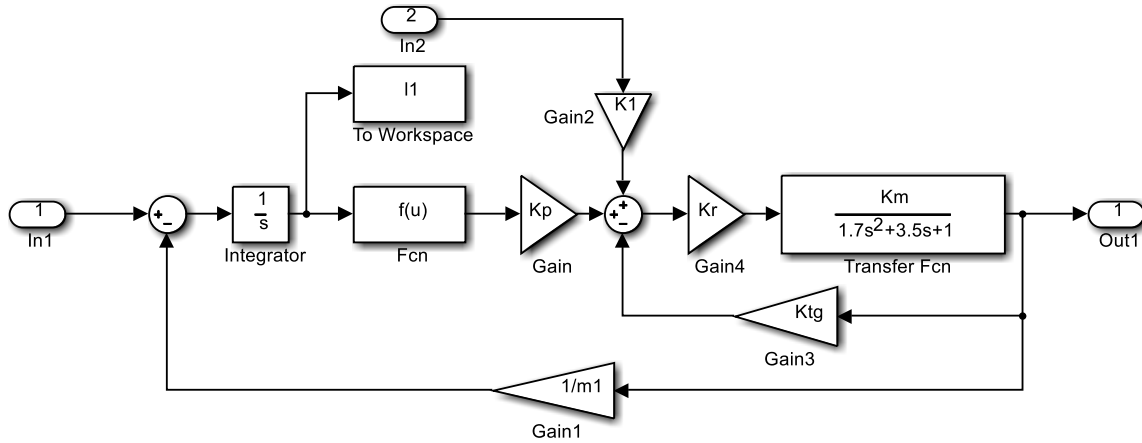 2
In2
I1
To Workspace
K1
Gain2
1
In1
+
−
1
s
Integrator
f(u)
Fcn
Kp
Gain
+
+
−
Kr
Gain4
Km
1.7s²+3.5s+1
Transfer Fcn
1
Out1
Ktg
Gain3
1/m1
Gain1